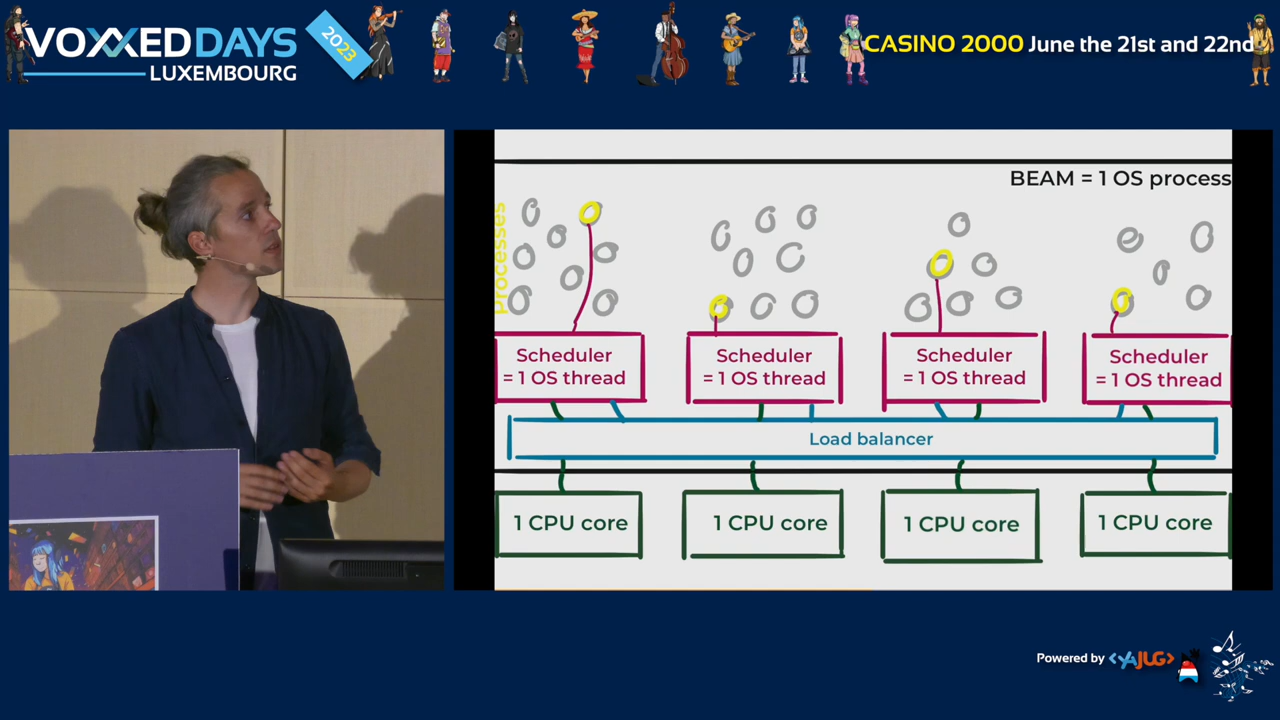 VOXXED DAYS
LUXEMBOURG
2023
CASINO 2000 June the 21st and 22nd
BEAM = 1 OS process
Processes
Scheduler
= 1 OS thread
Scheduler
= 1 OS thread
Scheduler
= 1 OS thread
Scheduler
= 1 OS thread
Load balancer
1 CPU core
1 CPU core
1 CPU core
1 CPU core
Powered by <YAJUG>